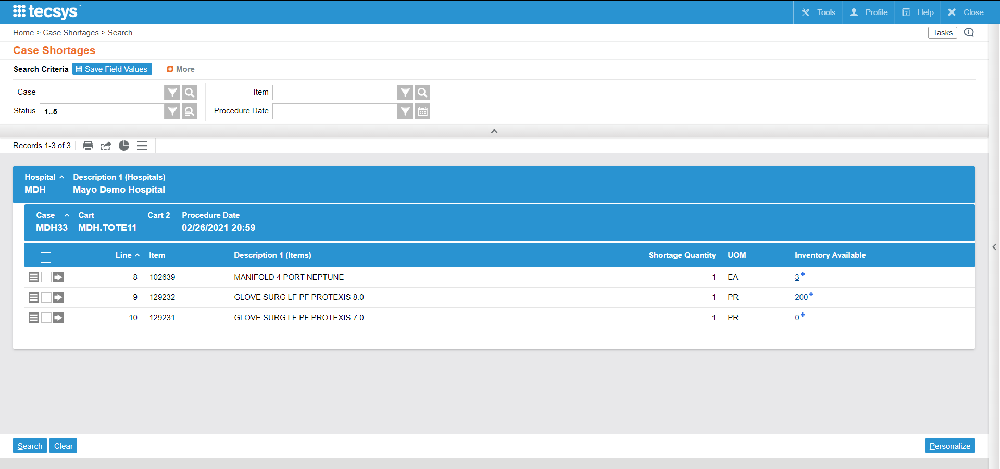 tecsys™
Tools Profile Help Close
Home > Case Shortages > Search Tasks
Case Shortages
Search Criteria Save Field Values More
Case Item
Status 1..5 Procedure Date
Records 1-3 of 3
Hospital Description 1 (Hospitals)
MDH Mayo Demo Hospital
Case Cart Cart 2 Procedure Date
MDH33 MDH.TOTE11 02/26/2021 20:59
Line Item Description 1 (Items) Shortage Quantity UOM Inventory Available
8 102639 MANIFOLD 4 PORT NEPTUNE 1 EA 3+
9 129232 GLOVE SURG LF PF PROTEXIS 8.0 1 PR 200+
10 129231 GLOVE SURG LF PF PROTEXIS 7.0 1 PR 0+
Search Clear Personalize